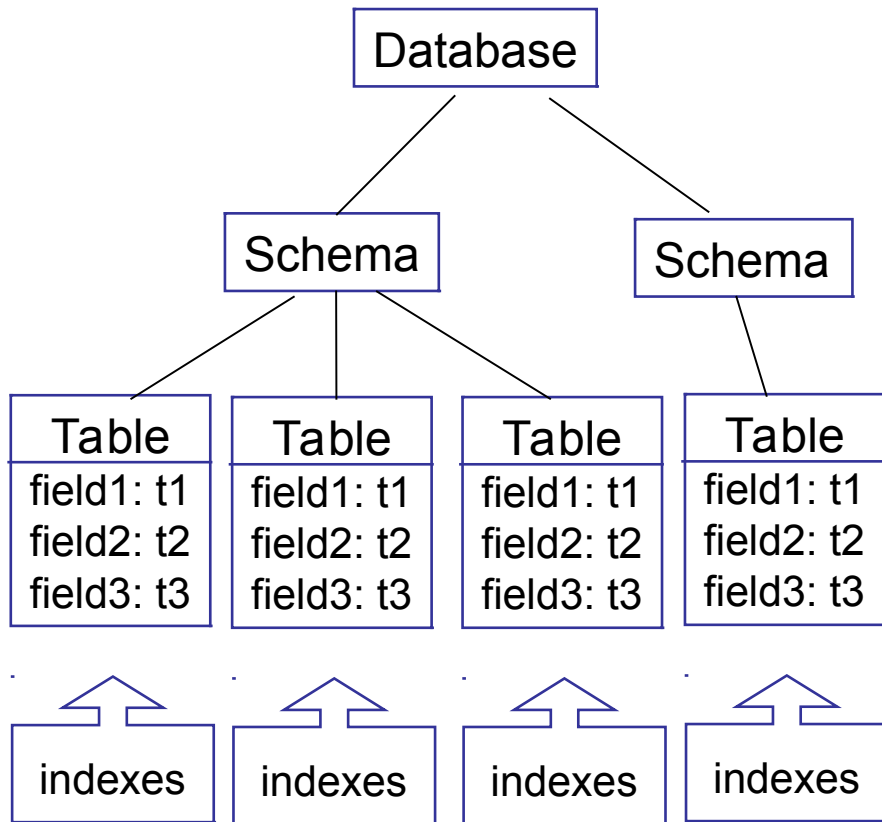 Database
Schema
Schema
Table
field1: t1
field2: t2
field3: t3
Table
field1: t1
field2: t2
field3: t3
Table
field1: t1
field2: t2
field3: t3
Table
field1: t1
field2: t2
field3: t3
indexes
indexes
indexes
indexes